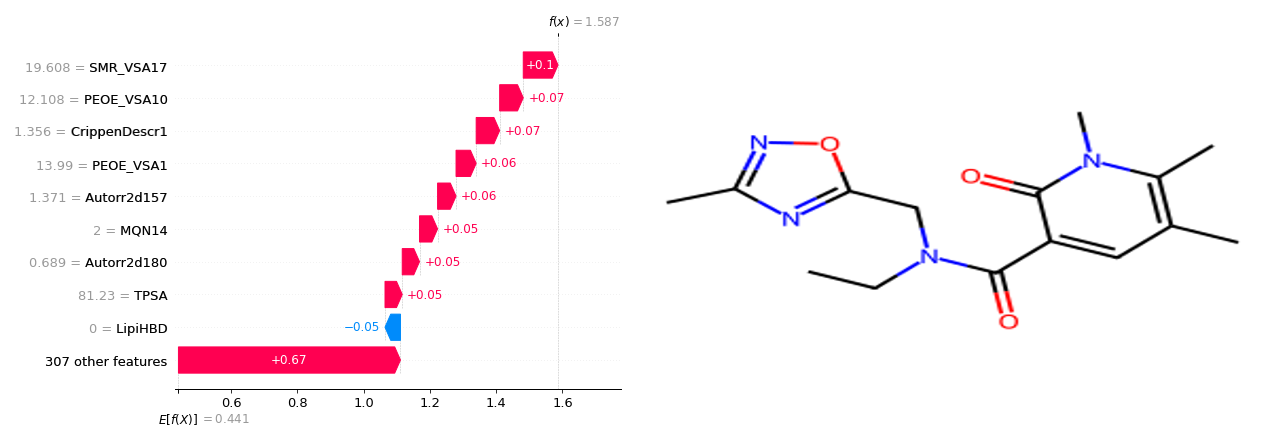 f(x) = 1.587
19.608 = SMR_VSA17
+0.1
12.108 = PEOE_VSA10
+0.07
1.356 = CrippenDescr1
+0.07
13.99 = PEOE_VSA1
+0.06
1.371 = Autorr2d157
+0.06
2 = MQN14
+0.05
0.689 = Autorr2d180
+0.05
81.23 = TPSA
+0.05
0 = LipiHBD
−0.05
307 other features
+0.67
0.6 0.8 1.0 1.2 1.4 1.6
E[f(X)] = 0.441
N O
N
N
O
N
O